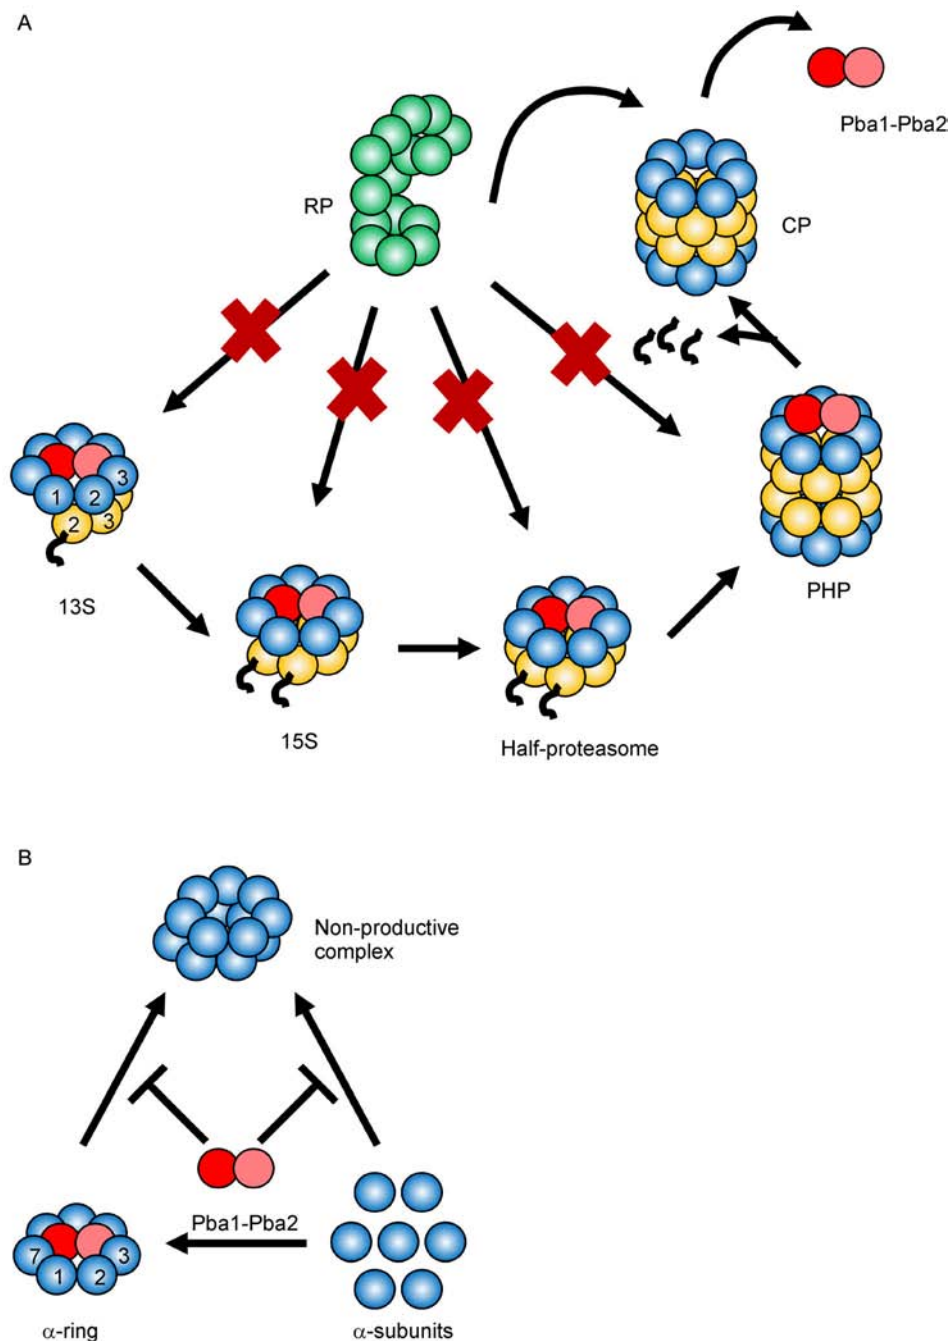 A
Pba1-Pba2
RP
CP
1
2
3
2
3
13S
PHP
15S
Half-proteasome
B
Non-productive
complex
Pba1-Pba2
7
1
2
3
α-ring
α-subunits